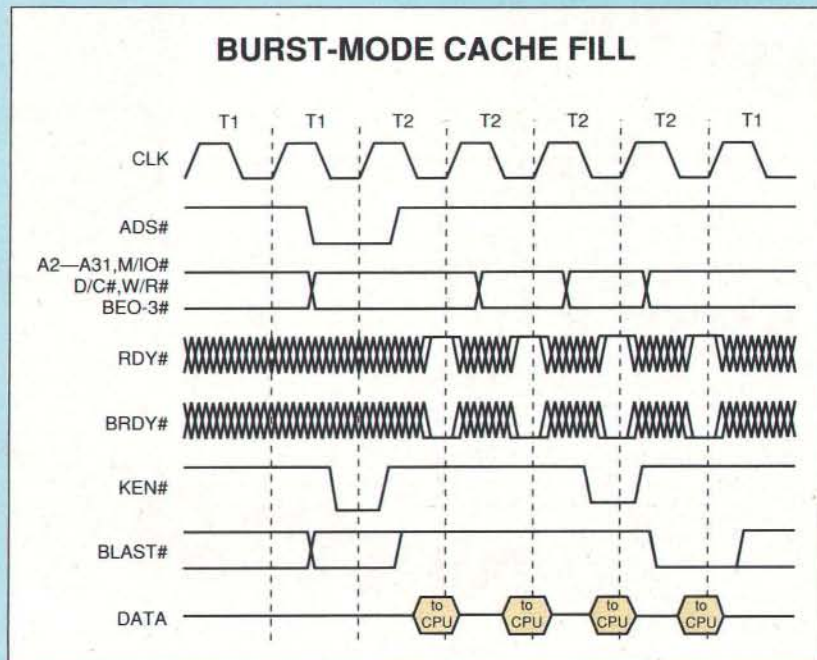 BURST-MODE CACHE FILL
T1 T1 T2 T2 T2 T2 T1
CLK
ADS#
A2—A31,M/IO#
D/C#,W/R#
BEO-3#
RDY#
BRDY#
KEN#
BLAST#
DATA
to to to to
CPU CPU CPU CPU